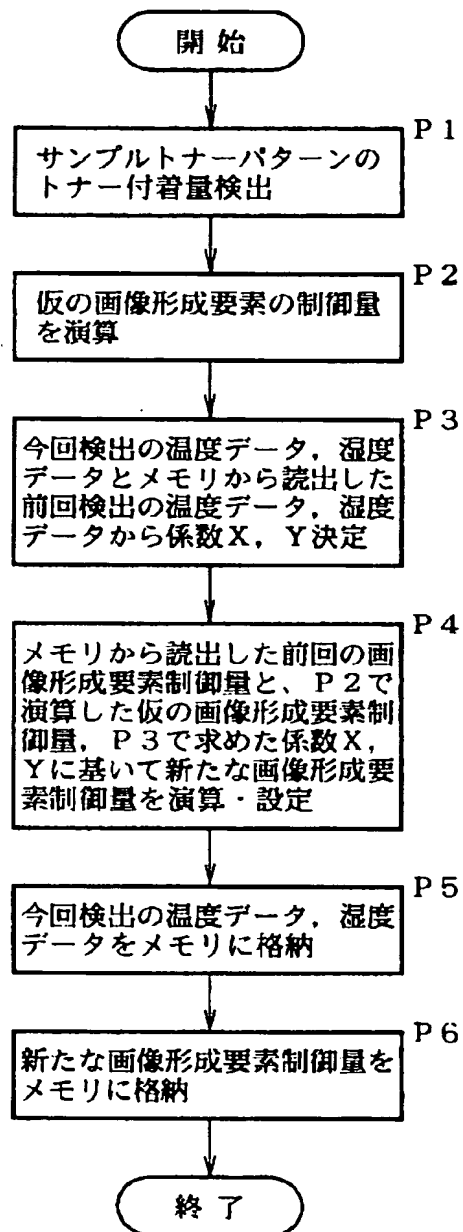 開始
P1
サンプルトナーパターンの
トナー付着量検出
P2
仮の画像形成要素の制御量
を演算
P3
今回検出の温度データ，湿度
データとメモリから読出した
前回検出の温度データ，湿度
データから係数X，Y決定
P4
メモリから読出した前回の画
像形成要素制御量と、P2で
演算した仮の画像形成要素制
御量，P3で求めた係数X，
Yに基いて新たな画像形成要
素制御量を演算・設定
P5
今回検出の温度データ，湿度
データをメモリに格納
P6
新たな画像形成要素制御量を
メモリに格納
終了